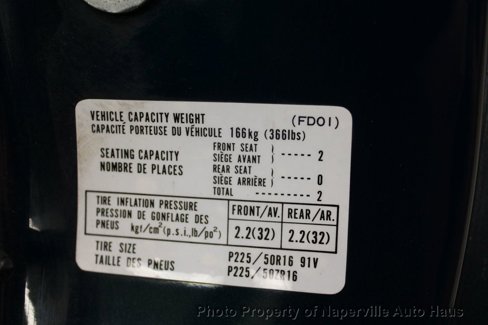 VEHICLE CAPACITY WEIGHT (FD01)
CAPACITÉ PORTEUSE DU VÉHICULE 166kg (366lbs)
SEATING CAPACITY
NOMBRE DE PLACES
FRONT SEAT
SIÈGE AVANT } ----- 2
REAR SEAT
SIÈGE ARRIÈRE } ----- 0
TOTAL -------- 2
TIRE INFLATION PRESSURE
PRESSION DE GONFLAGE DES
PNEUS kgf/cm²(p.s.i.,lb/po²)
FRONT/AV. REAR/AR.
2.2(32) 2.2(32)
TIRE SIZE P225/50R16 91V
TAILLE DES PNEUS P225/50ZR16
Photo Property of Naperville Auto Haus